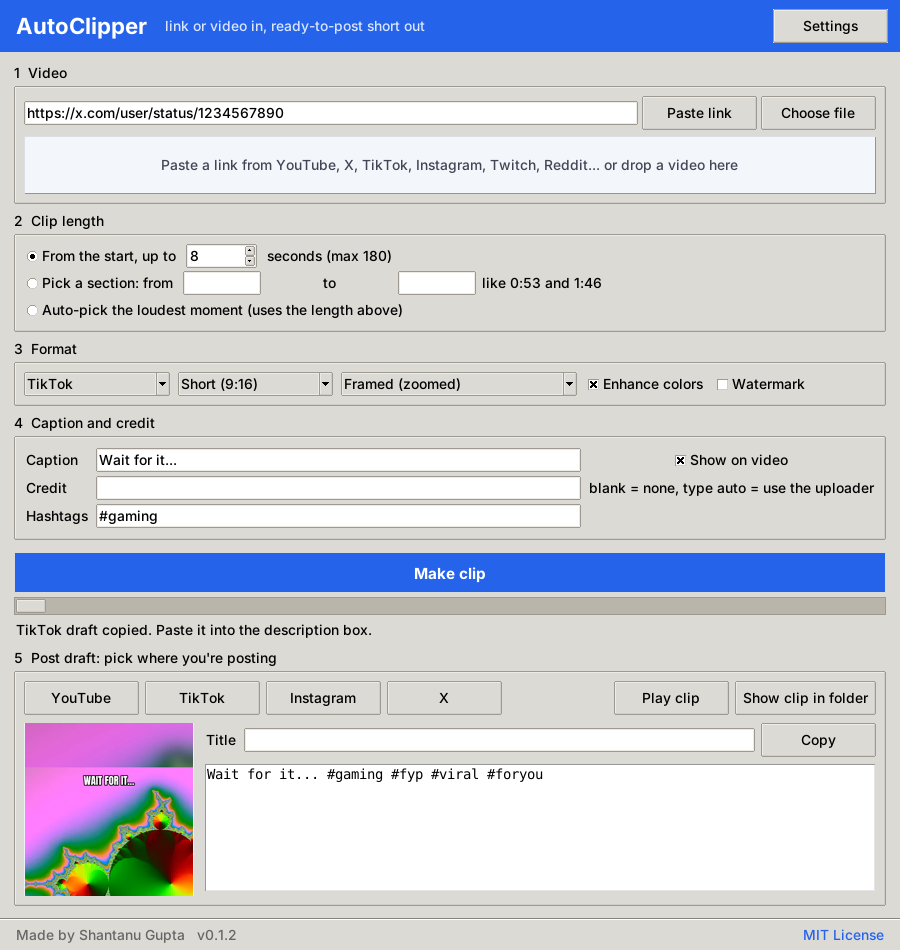 AutoClipper link or video in, ready-to-post short out Settings
1 Video
https://x.com/user/status/1234567890 Paste link Choose file
Paste a link from YouTube, X, TikTok, Instagram, Twitch, Reddit... or drop a video here
2 Clip length
From the start, up to 8 seconds (max 180)
Pick a section: from to like 0:53 and 1:46
Auto-pick the loudest moment (uses the length above)
3 Format
TikTok Short (9:16) Framed (zoomed) Enhance colors Watermark
4 Caption and credit
Caption Wait for it... Show on video
Credit blank = none, type auto = use the uploader
Hashtags #gaming
Make clip
TikTok draft copied. Paste it into the description box.
5 Post draft: pick where you're posting
YouTube TikTok Instagram X Play clip Show clip in folder
Title Copy
WAIT FOR IT...
Wait for it... #gaming #fyp #viral #foryou
Made by Shantanu Gupta v0.1.2 MIT License